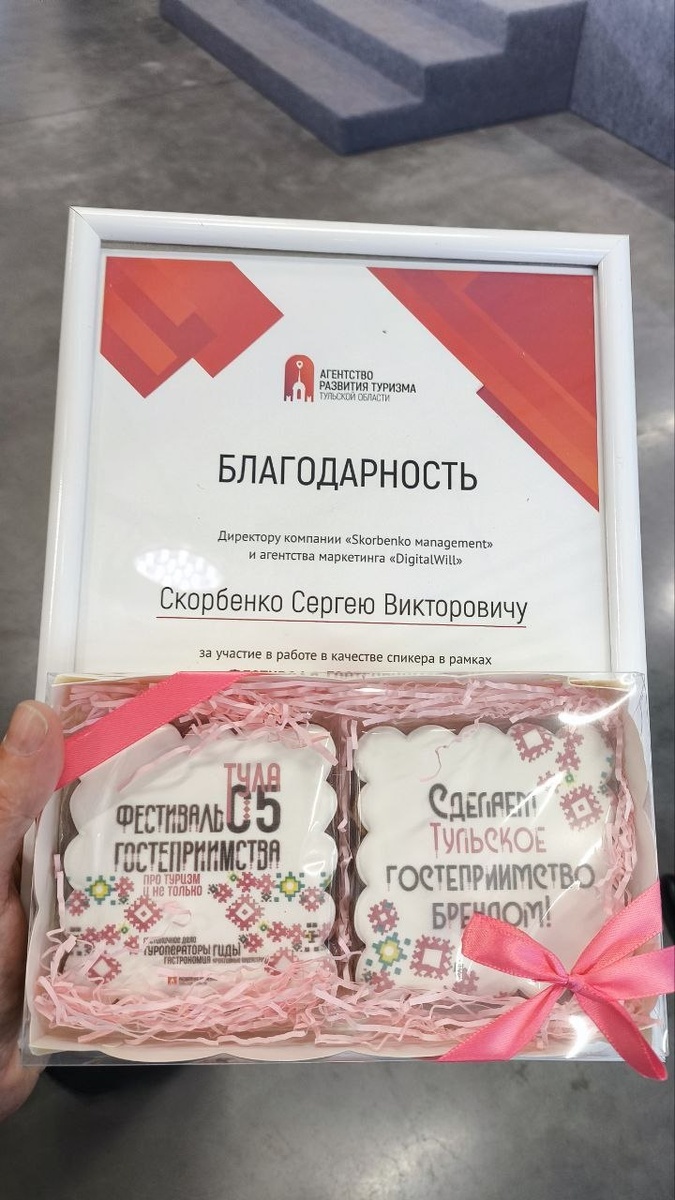 АГЕНТСТВО
РАЗВИТИЯ ТУРИЗМА
ТУЛЬСКОЙ ОБЛАСТИ
БЛАГОДАРНОСТЬ
Директору компании «Skorbenko management»
и агентства маркетинга «DigitalWill»
Скорбенко Сергею Викторовичу
за участие в работе в качестве спикера в рамках
ТУЛА
ФЕСТИВАЛЬ 05
ГОСТЕПРИИМСТВА
ПРО ТУРИЗМ
И НЕ ТОЛЬКО
ДЕЛО
ТУРОПЕРАТОРЫ ГИДЫ
ГАСТРОНОМИЯ
СДЕЛАЕМ
ТУЛЬСКОЕ
ГОСТЕПРИИМСТВО
БРЕНДОМ!